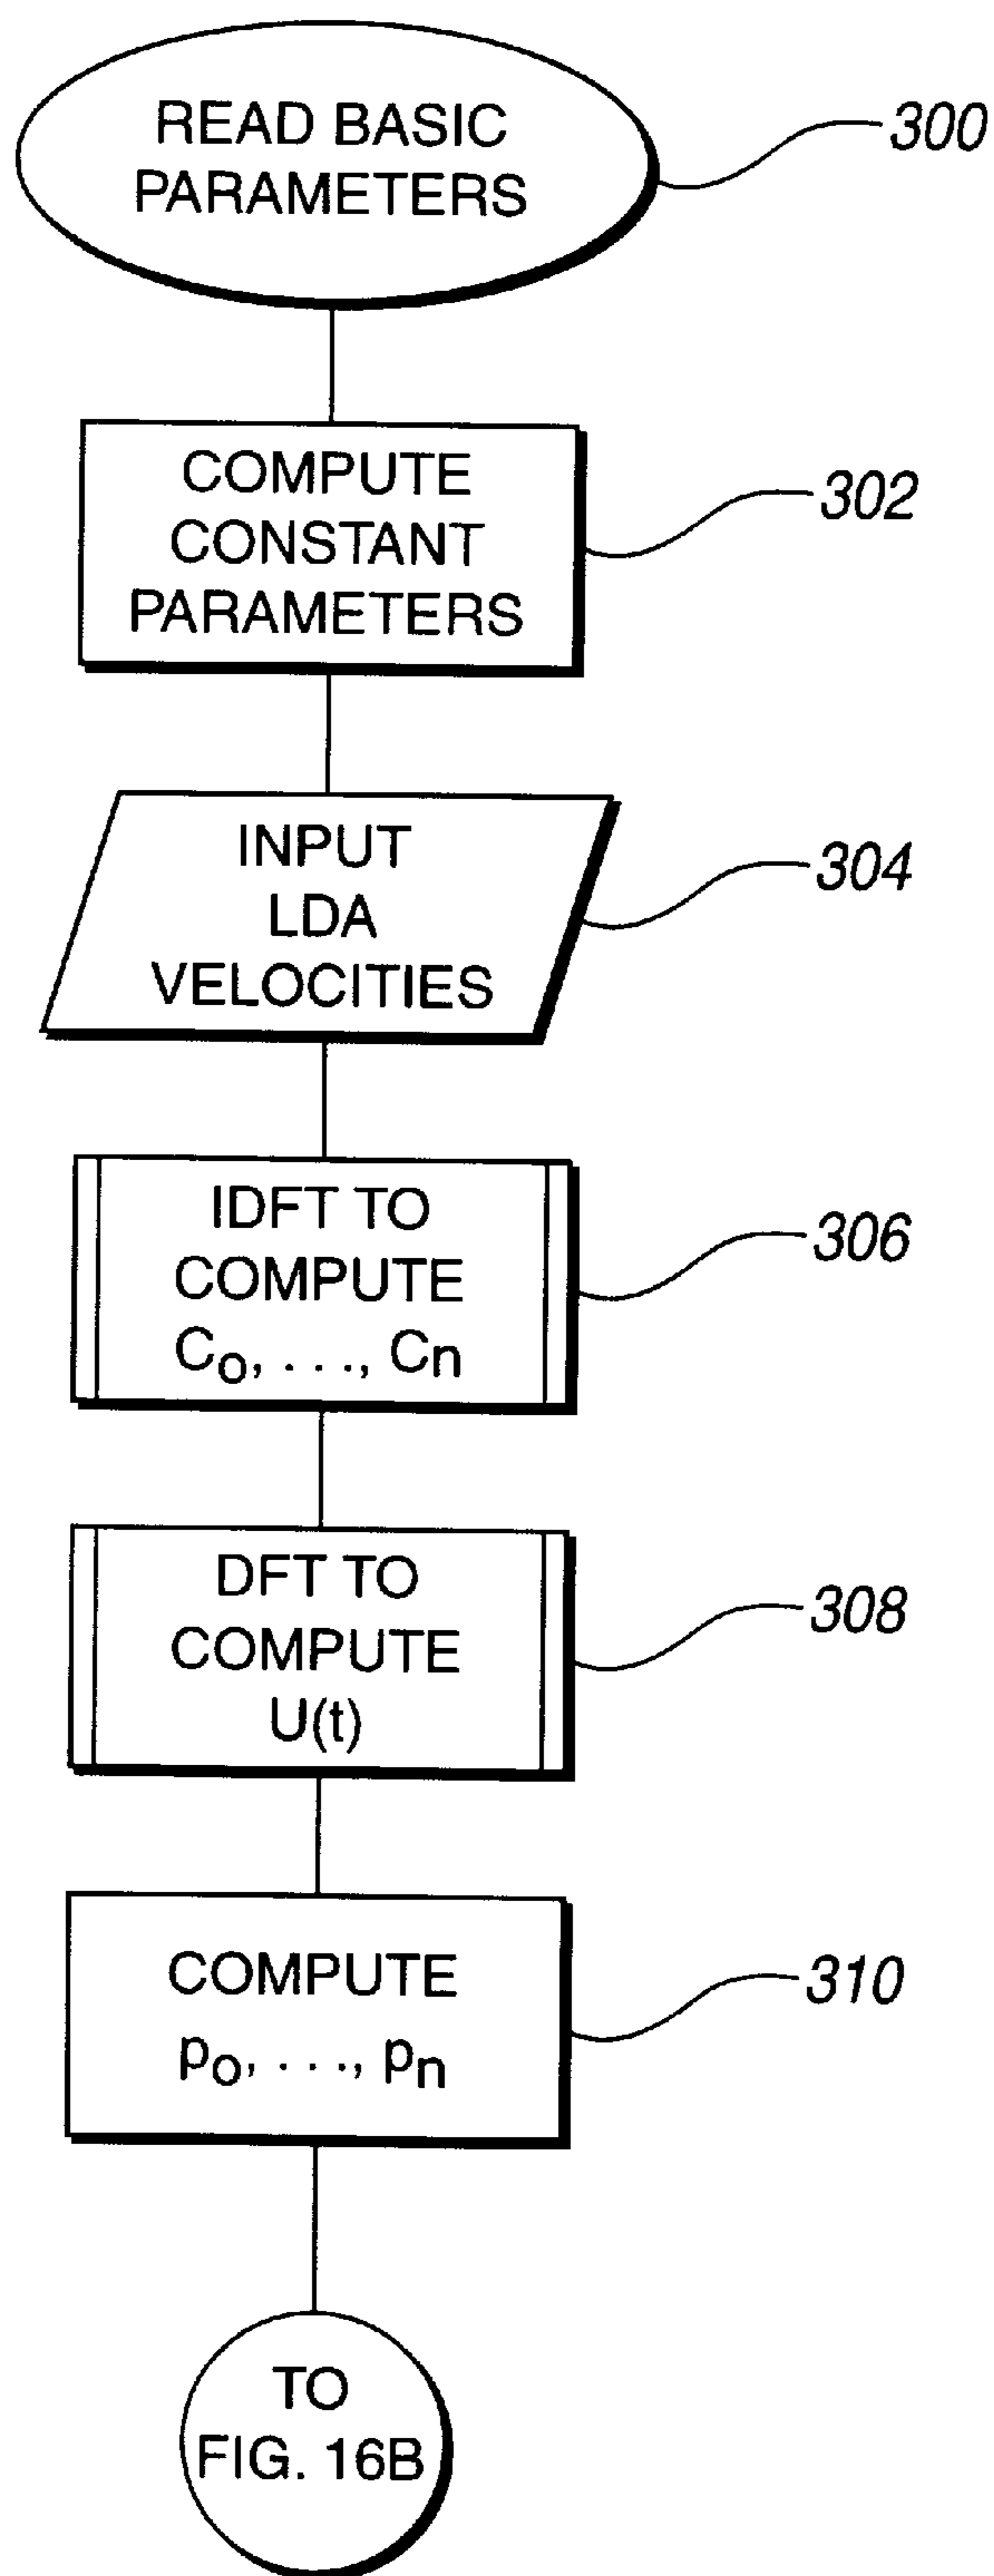 READ BASIC
PARAMETERS
300
COMPUTE
CONSTANT
PARAMETERS
302
INPUT
LDA
VELOCITIES
304
IDFT TO
COMPUTE
Co, . . ., Cn
306
DFT TO
COMPUTE
U(t)
308
COMPUTE
po, . . ., pn
310
TO
FIG. 16B